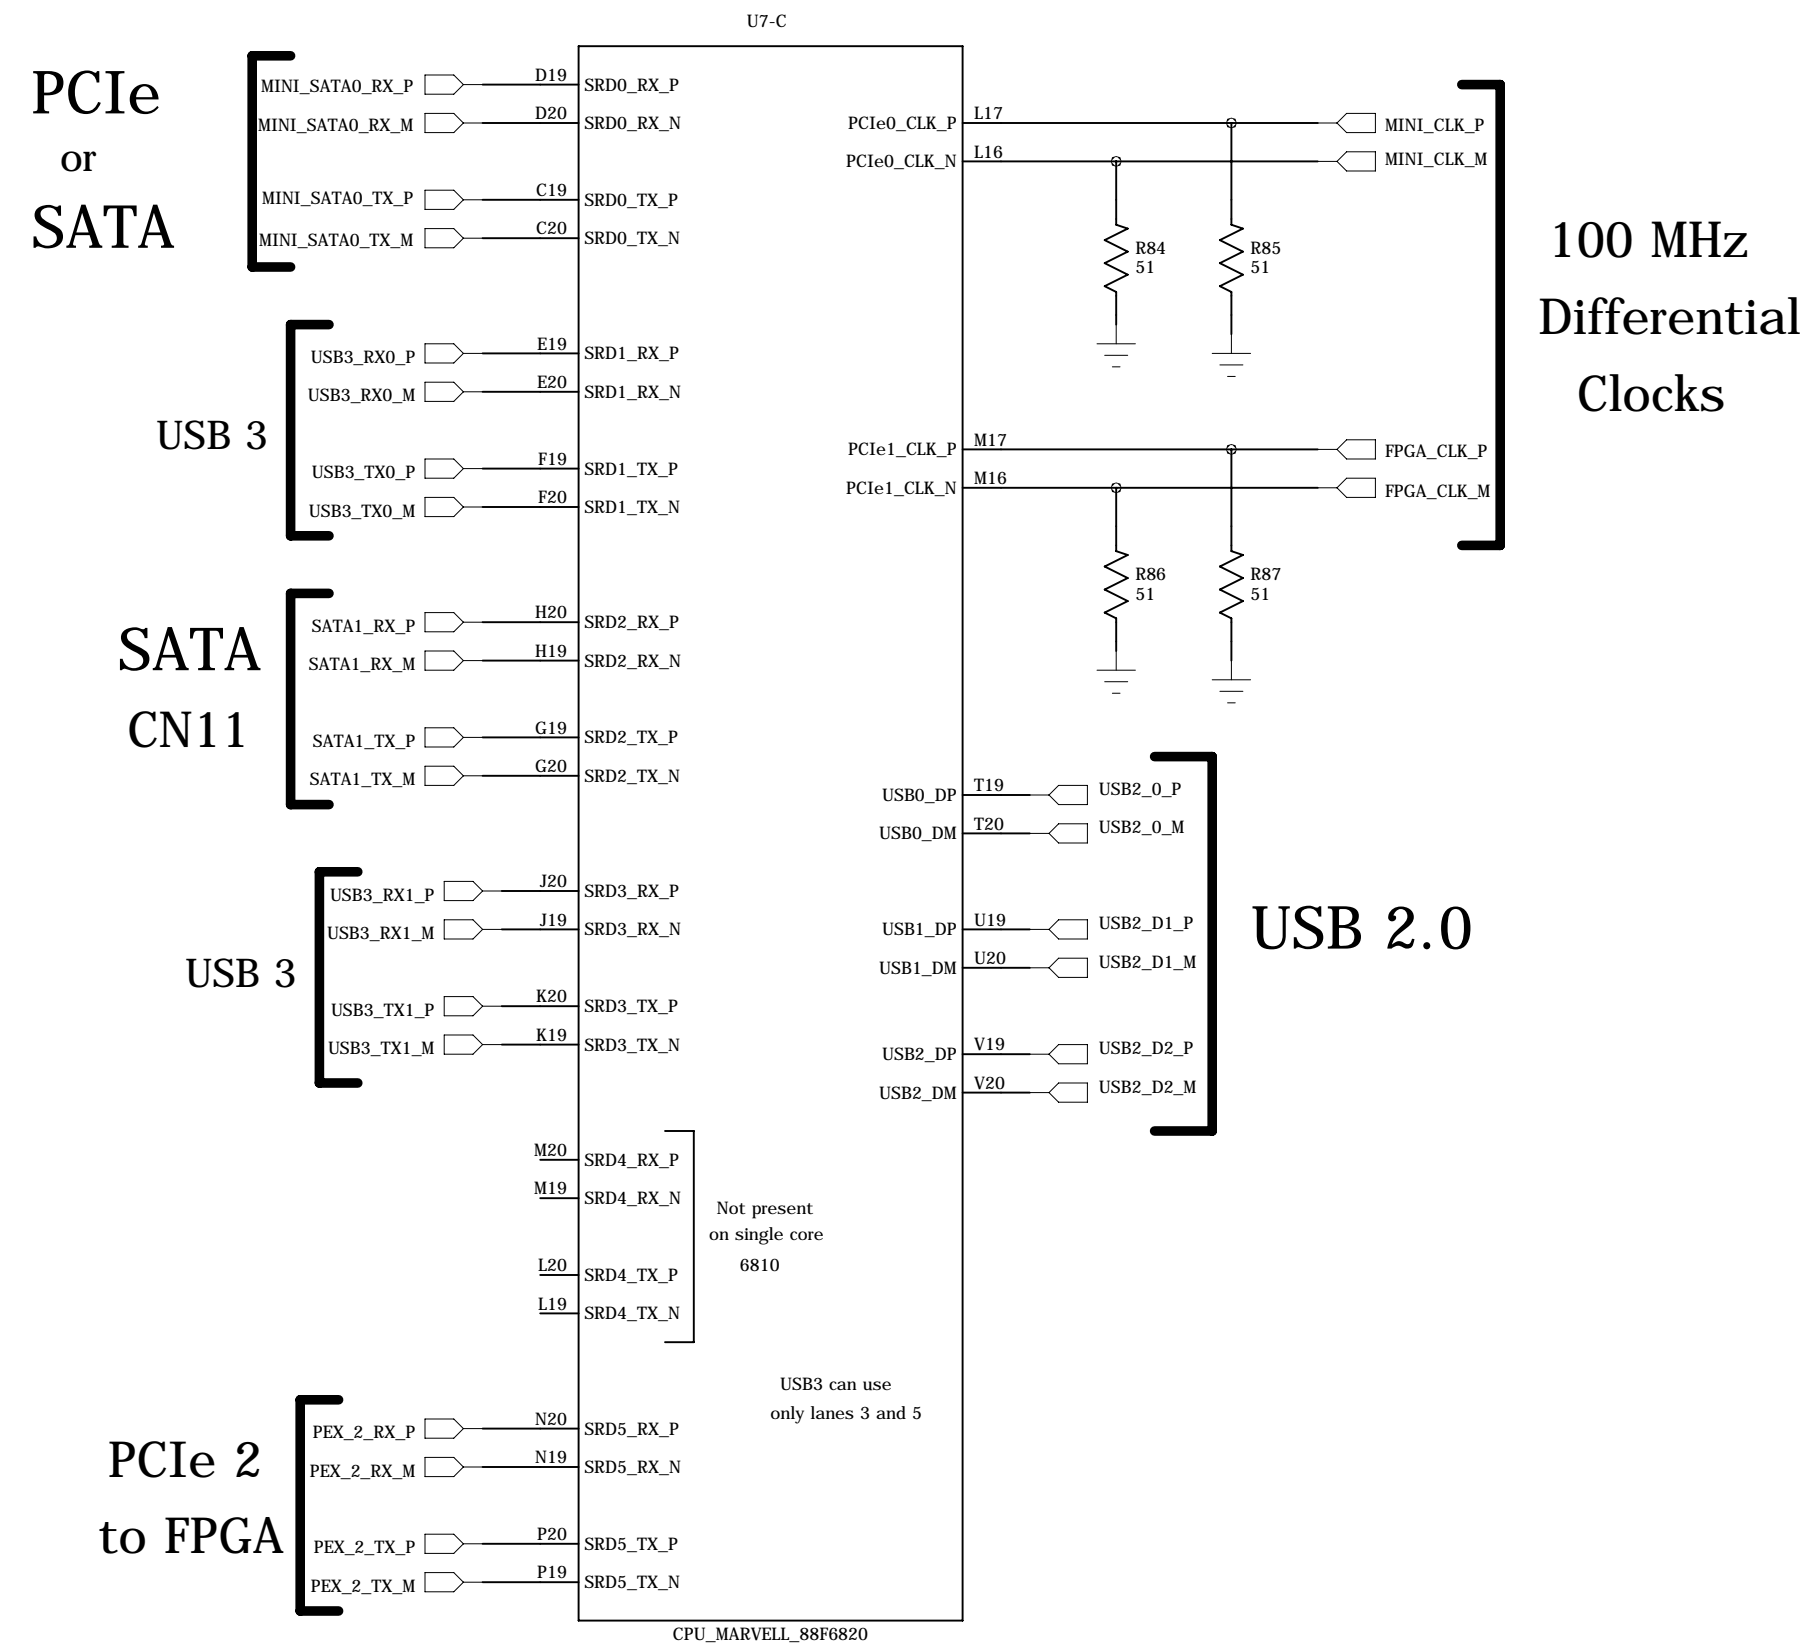 U7-C
PCIe
or
SATA
MINI_SATA0_RX_P
D19
SRD0_RX_P
MINI_SATA0_RX_M
D20
SRD0_RX_N
MINI_SATA0_TX_P
C19
SRD0_TX_P
MINI_SATA0_TX_M
C20
SRD0_TX_N
USB 3
USB3_RX0_P
E19
SRD1_RX_P
USB3_RX0_M
E20
SRD1_RX_N
USB3_TX0_P
F19
SRD1_TX_P
USB3_TX0_M
F20
SRD1_TX_N
SATA
CN11
SATA1_RX_P
H20
SRD2_RX_P
SATA1_RX_M
H19
SRD2_RX_N
SATA1_TX_P
G19
SRD2_TX_P
SATA1_TX_M
G20
SRD2_TX_N
USB 3
USB3_RX1_P
J20
SRD3_RX_P
USB3_RX1_M
J19
SRD3_RX_N
USB3_TX1_P
K20
SRD3_TX_P
USB3_TX1_M
K19
SRD3_TX_N
M20
SRD4_RX_P
M19
SRD4_RX_N
L20
SRD4_TX_P
L19
SRD4_TX_N
Not present
on single core
6810
USB3 can use
only lanes 3 and 5
PCIe 2
to FPGA
PEX_2_RX_P
N20
SRD5_RX_P
PEX_2_RX_M
N19
SRD5_RX_N
PEX_2_TX_P
P20
SRD5_TX_P
PEX_2_TX_M
P19
SRD5_TX_N
PCIe0_CLK_P
L17
MINI_CLK_P
PCIe0_CLK_N
L16
MINI_CLK_M
R84
51
R85
51
100 MHz
Differential
Clocks
PCIe1_CLK_P
M17
FPGA_CLK_P
PCIe1_CLK_N
M16
FPGA_CLK_M
R86
51
R87
51
USB0_DP
T19
USB2_0_P
USB0_DM
T20
USB2_0_M
USB1_DP
U19
USB2_D1_P
USB1_DM
U20
USB2_D1_M
USB2_DP
V19
USB2_D2_P
USB2_DM
V20
USB2_D2_M
USB 2.0
CPU_MARVELL_88F6820